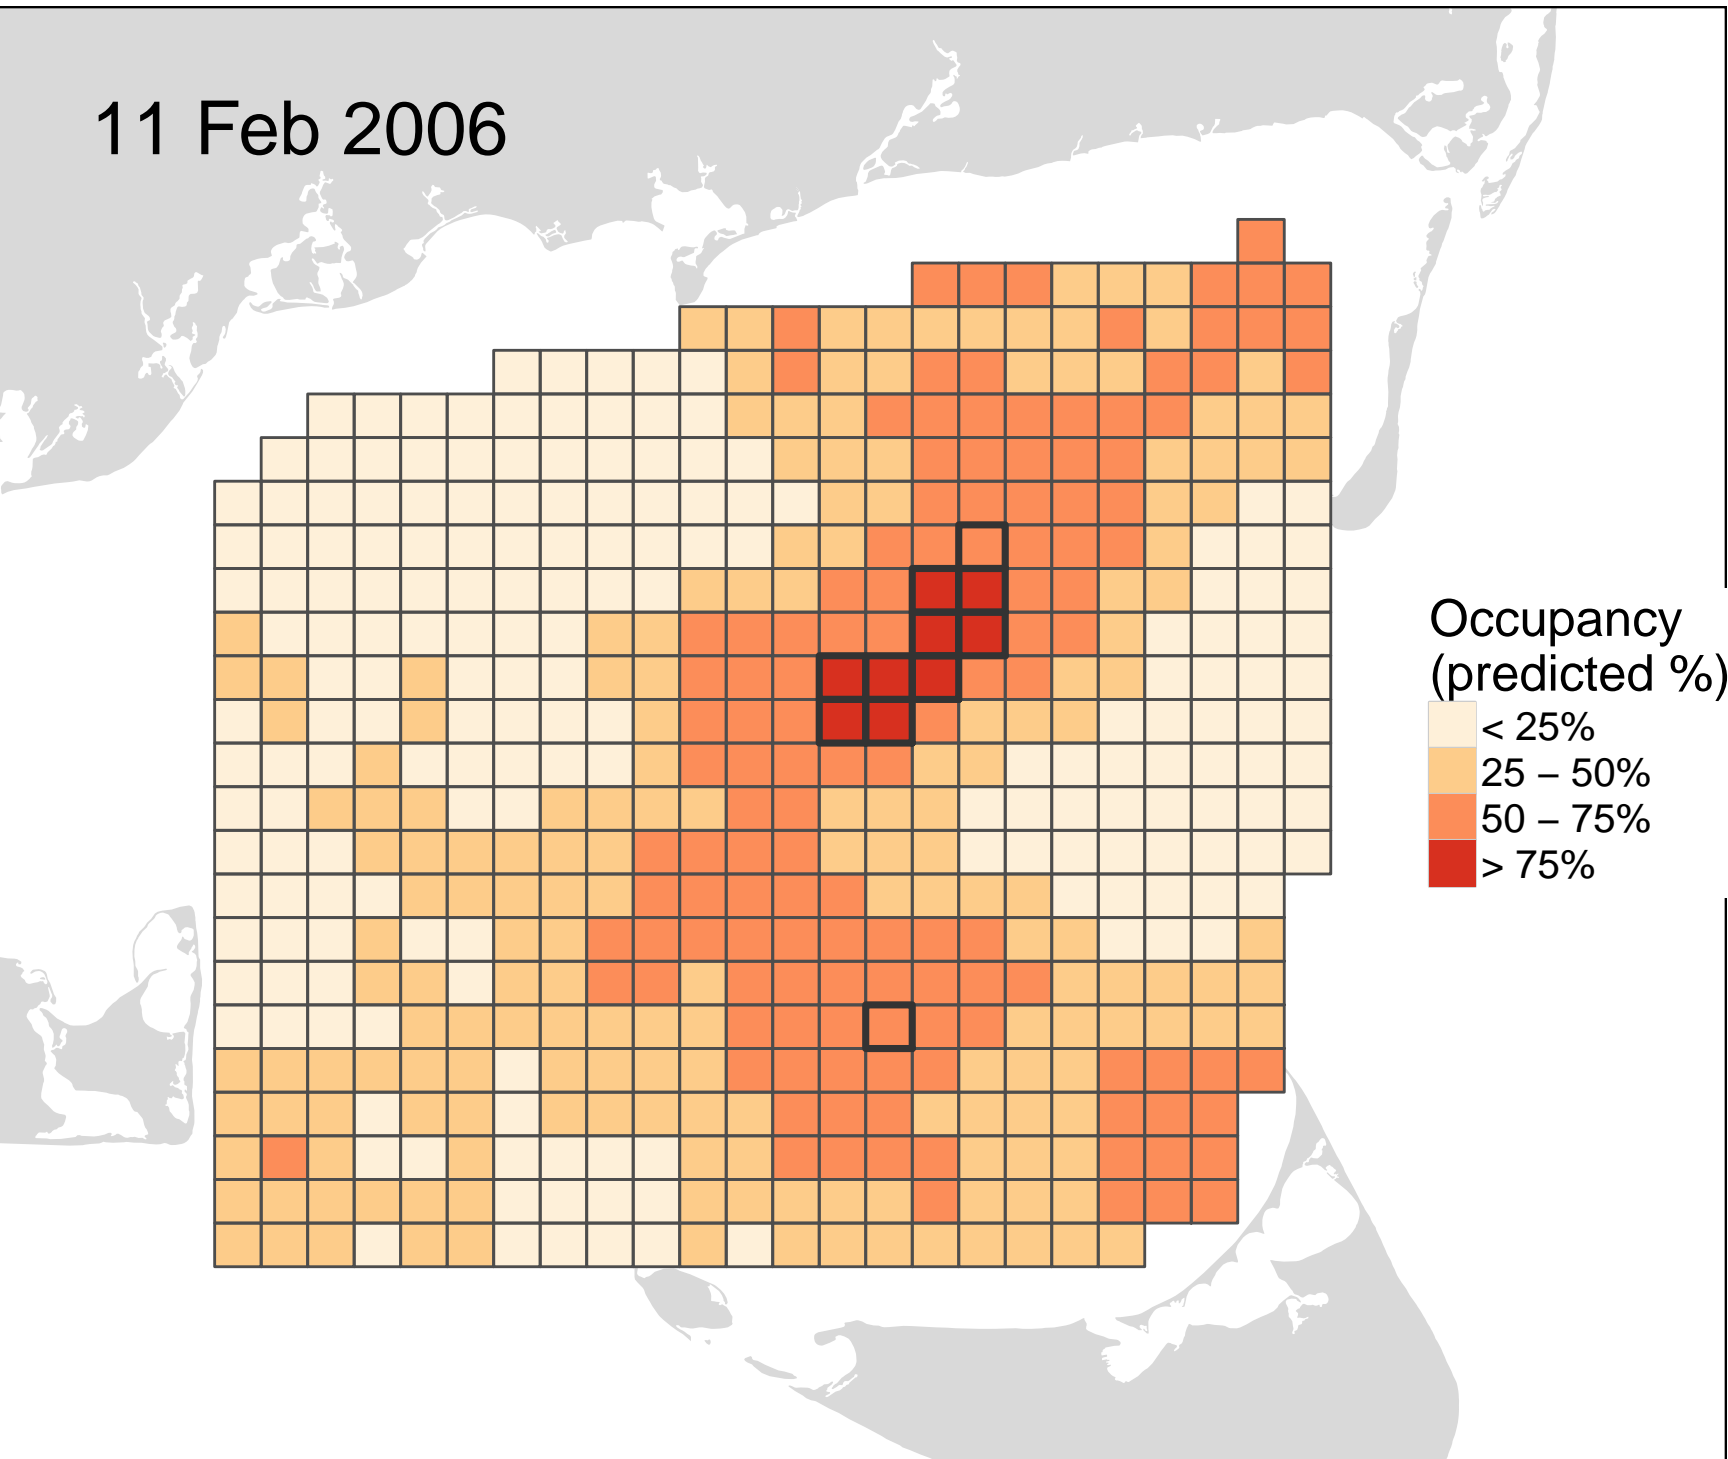 11 Feb 2006
Occupancy
(predicted %)
< 25%
25 – 50%
50 – 75%
> 75%